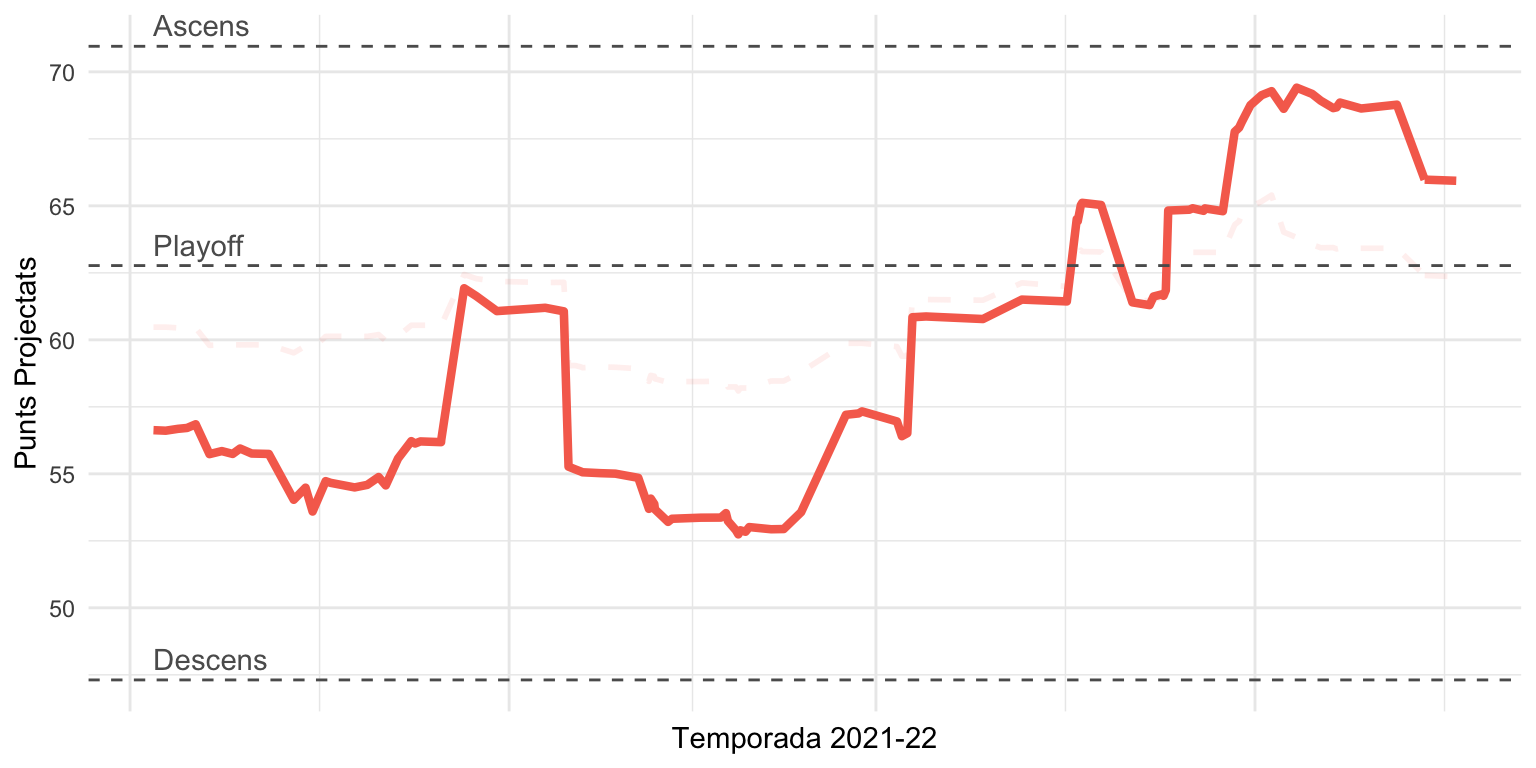 Ascens
70
65
Playoff
60
55
50
Descens
Punts Projectats
Temporada 2021-22